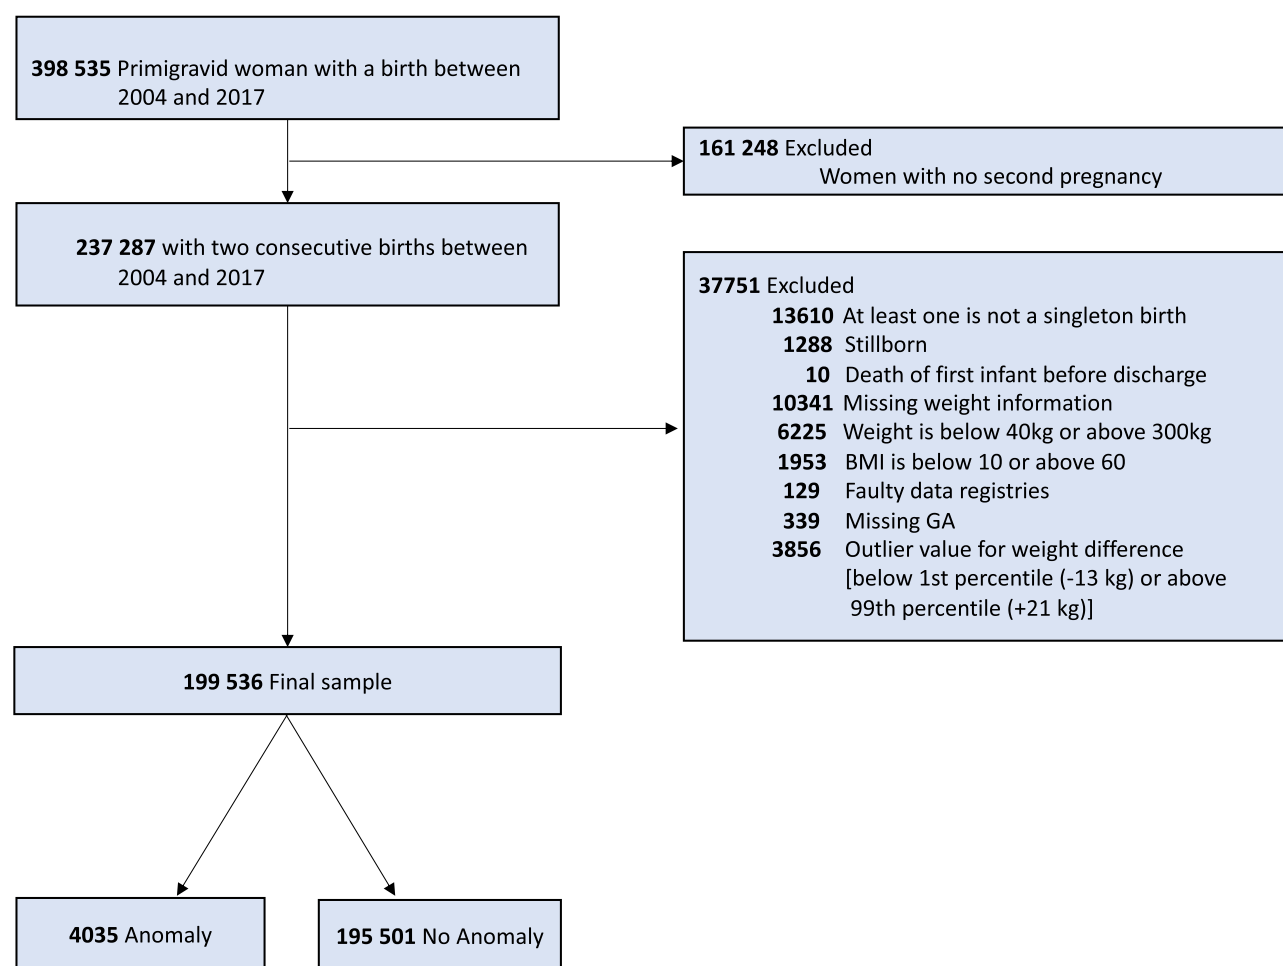 398 535 Primigravid woman with a birth between
2004 and 2017
161 248 Excluded
Women with no second pregnancy
237 287 with two consecutive births between
2004 and 2017
37751 Excluded
13610 At least one is not a singleton birth
1288 Stillborn
10 Death of first infant before discharge
10341 Missing weight information
6225 Weight is below 40kg or above 300kg
1953 BMI is below 10 or above 60
129 Faulty data registries
339 Missing GA
3856 Outlier value for weight difference
[below 1st percentile (-13 kg) or above
99th percentile (+21 kg)]
199 536 Final sample
4035 Anomaly
195 501 No Anomaly